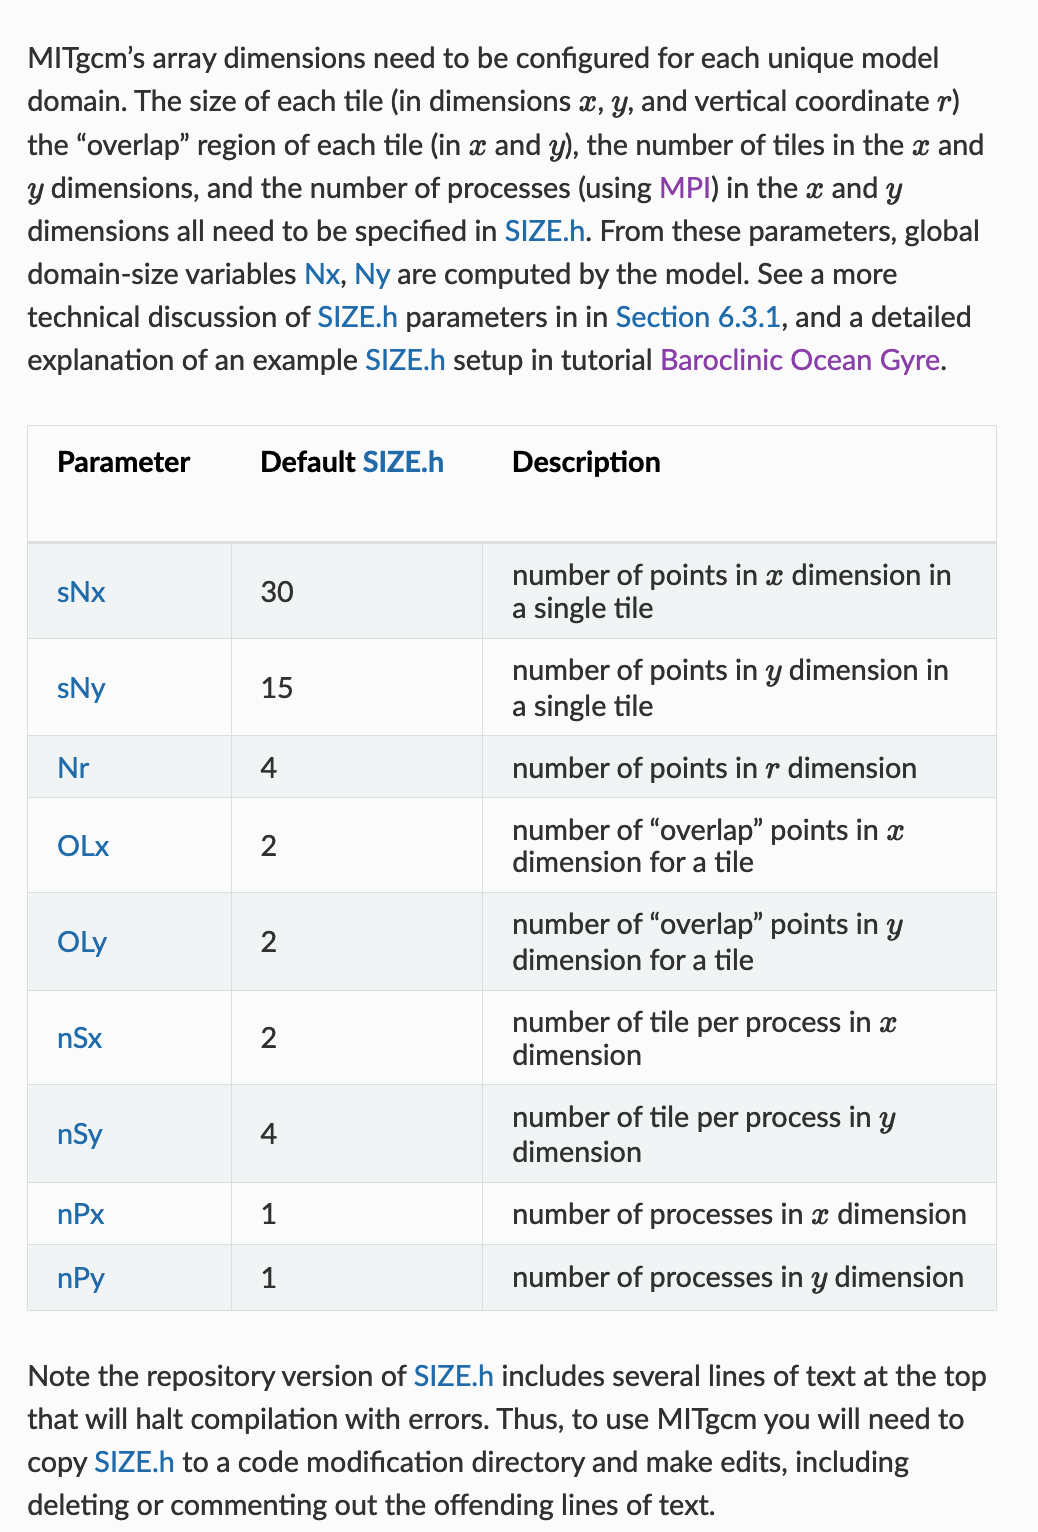 MITgcm’s array dimensions need to be configured for each unique model
domain. The size of each tile (in dimensions x, y, and vertical coordinate r)
the “overlap” region of each tile (in x and y), the number of tiles in the x and
y dimensions, and the number of processes (using MPI) in the x and y
dimensions all need to be specified in SIZE.h. From these parameters, global
domain-size variables Nx, Ny are computed by the model. See a more
technical discussion of SIZE.h parameters in in Section 6.3.1, and a detailed
explanation of an example SIZE.h setup in tutorial Baroclinic Ocean Gyre.
Parameter Default SIZE.h Description
sNx 30 number of points in x dimension in
a single tile
sNy 15 number of points in y dimension in
a single tile
Nr 4 number of points in r dimension
OLx 2 number of “overlap” points in x
dimension for a tile
OLy 2 number of “overlap” points in y
dimension for a tile
nSx 2 number of tile per process in x
dimension
nSy 4 number of tile per process in y
dimension
nPx 1 number of processes in x dimension
nPy 1 number of processes in y dimension
Note the repository version of SIZE.h includes several lines of text at the top
that will halt compilation with errors. Thus, to use MITgcm you will need to
copy SIZE.h to a code modification directory and make edits, including
deleting or commenting out the offending lines of text.